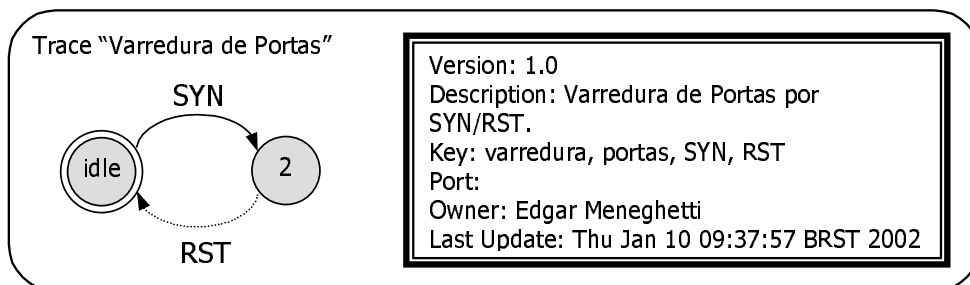 Trace “Varredura de Portas”
SYN
idle
2
RST
Version: 1.0
Description: Varredura de Portas por
SYN/RST.
Key: varredura, portas, SYN, RST
Port:
Owner: Edgar Meneghetti
Last Update: Thu Jan 10 09:37:57 BRST 2002